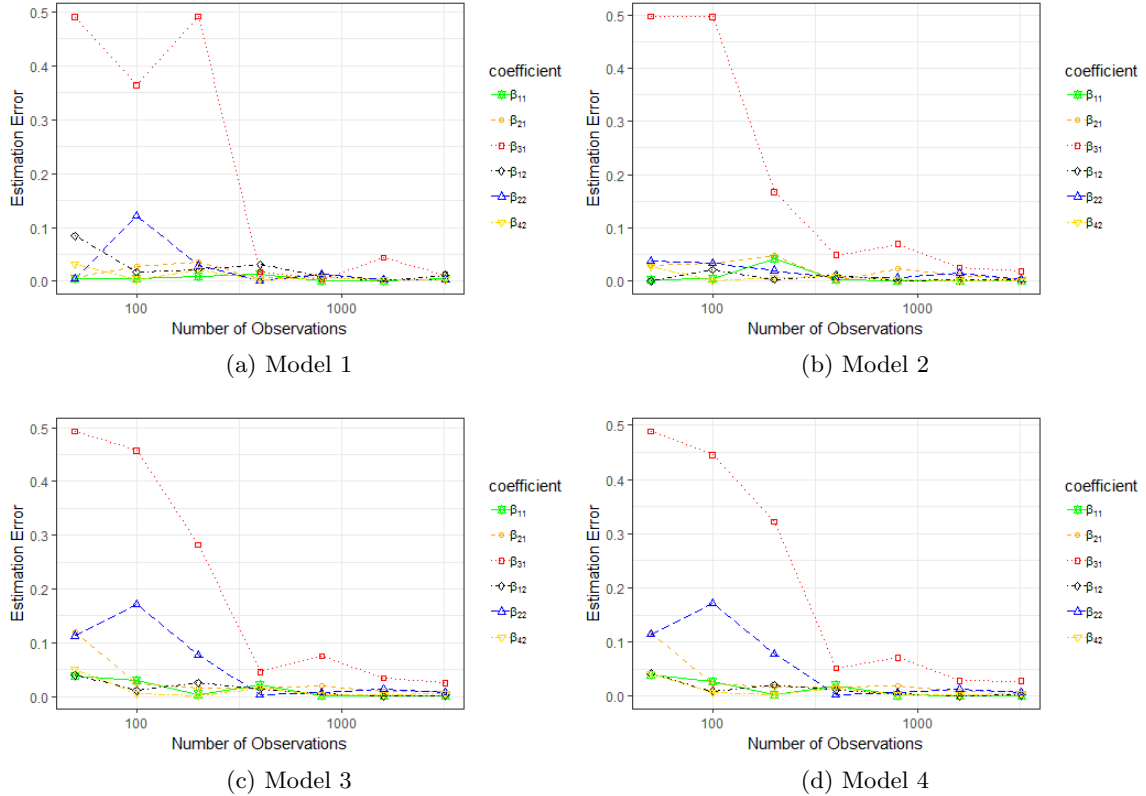 0.5
0.4
0.3
0.2
0.1
0.0
Estimation Error
100
1000
Number of Observations
coefficient
β₁₁
β₂₁
β₃₁
β₁₂
β₂₂
β₄₂
(a) Model 1
0.5
0.4
0.3
0.2
0.1
0.0
Estimation Error
100
1000
Number of Observations
coefficient
β₁₁
β₂₁
β₃₁
β₁₂
β₂₂
β₄₂
(b) Model 2
0.5
0.4
0.3
0.2
0.1
0.0
Estimation Error
100
1000
Number of Observations
coefficient
β₁₁
β₂₁
β₃₁
β₁₂
β₂₂
β₄₂
(c) Model 3
0.5
0.4
0.3
0.2
0.1
0.0
Estimation Error
100
1000
Number of Observations
coefficient
β₁₁
β₂₁
β₃₁
β₁₂
β₂₂
β₄₂
(d) Model 4